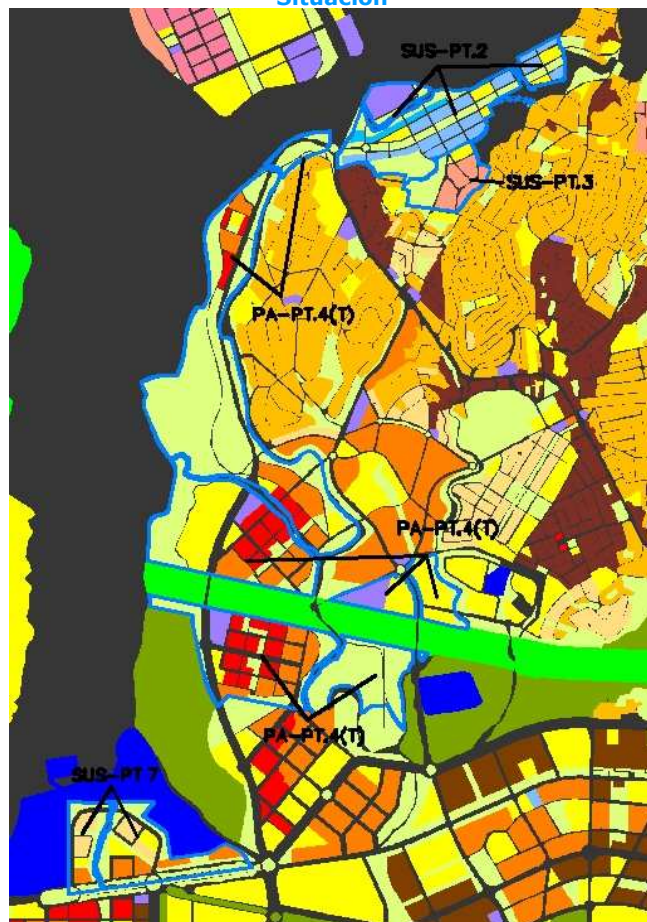 Situación
SUS-PT.2
SUS-PT.3
PA-PT.4(T)
PA-PT.4(T)
PA-PT.4(T)
SUS-PT 7